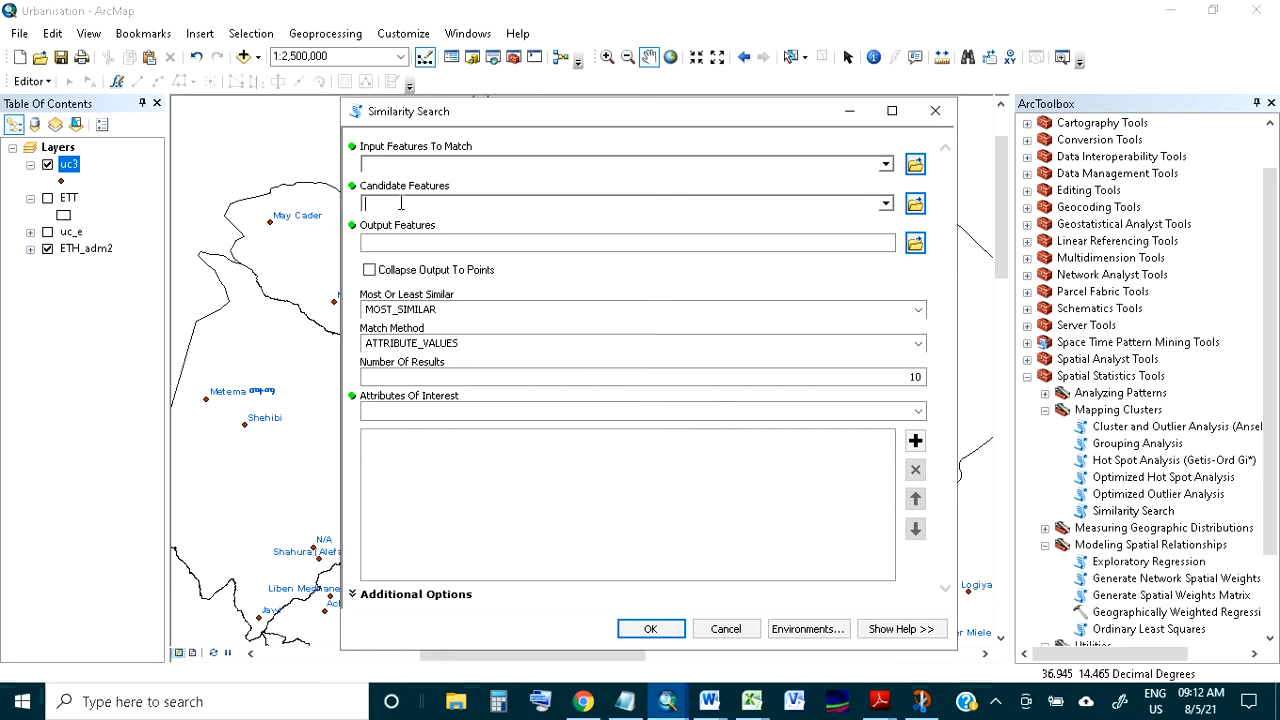 Urbanisation - ArcMap
File Edit View Bookmarks Insert Selection Geoprocessing Customize Windows Help
1:2,500,000
Editor
Table Of Contents
Layers
uc3
ETT
uc_e
ETH_adm2
May Cader
Metema
Shehibi
N/A
Shahura
Jav
Logiya
Similarity Search
Input Features To Match
Candidate Features
Output Features
Collapse Output To Points
Most Or Least Similar
MOST_SIMILAR
Match Method
ATTRIBUTE_VALUES
Number Of Results
10
Attributes Of Interest
Additional Options
OK Cancel Environments... Show Help >>
ArcToolbox
Cartography Tools
Conversion Tools
Data Interoperability Tools
Data Management Tools
Editing Tools
Geocoding Tools
Geostatistical Analyst Tools
Linear Referencing Tools
Multidimension Tools
Network Analyst Tools
Parcel Fabric Tools
Schematics Tools
Server Tools
Space Time Pattern Mining Tools
Spatial Analyst Tools
Spatial Statistics Tools
Analyzing Patterns
Mapping Clusters
Cluster and Outlier Analysis (Ansel
Grouping Analysis
Hot Spot Analysis (Getis-Ord Gi*)
Optimized Hot Spot Analysis
Optimized Outlier Analysis
Similarity Search
Measuring Geographic Distributions
Modeling Spatial Relationships
Exploratory Regression
Generate Network Spatial Weights
Generate Spatial Weights Matrix
Geographically Weighted Regressi
Ordinary Least Squares
36.945 14.465 Decimal Degrees
Type here to search
ENG
US
09:12 AM
8/5/21